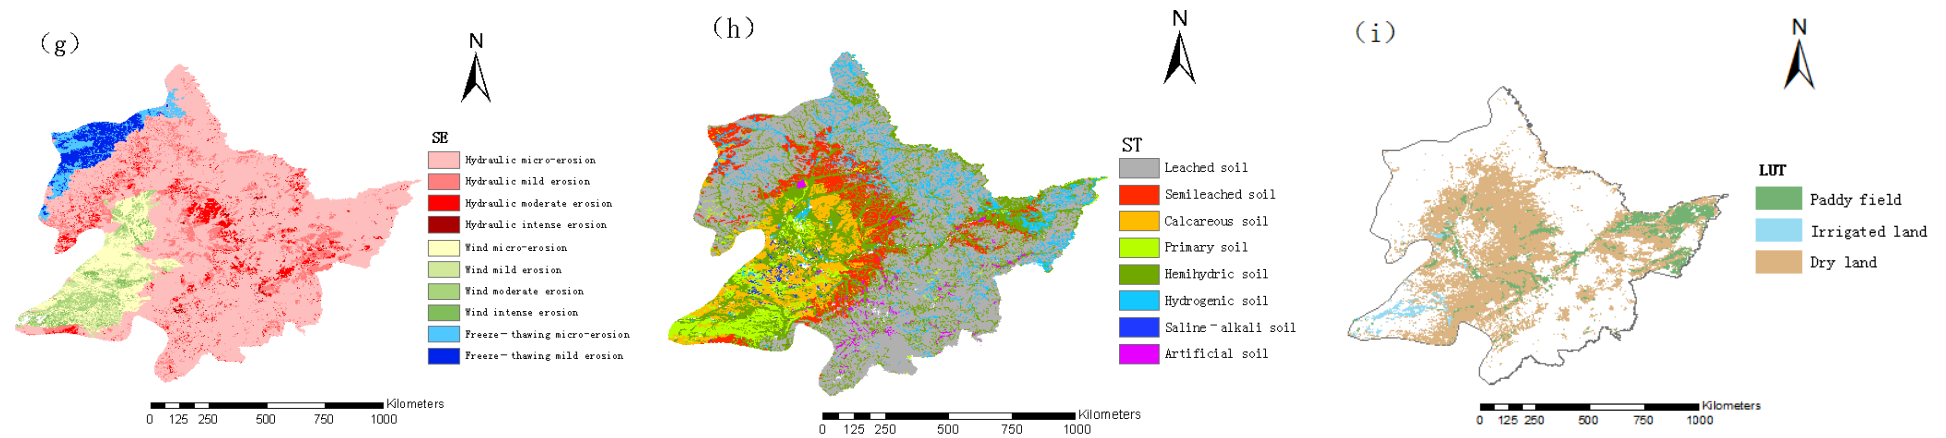 (g)
N
SE
Hydraulic micro-erosion
Hydraulic mild erosion
Hydraulic moderate erosion
Hydraulic intense erosion
Wind micro-erosion
Wind mild erosion
Wind moderate erosion
Wind intense erosion
Freeze-thawing micro-erosion
Freeze-thawing mild erosion
Kilometers
0 125 250 500 750 1000
(h)
N
ST
Leached soil
Semileached soil
Calcareous soil
Primary soil
Hemihydric soil
Hydrogenic soil
Saline-alkali soil
Artificial soil
Kilometers
0 125 250 500 750 1000
(i)
N
LUT
Paddy field
Irrigated land
Dry land
Kilometers
0 125 250 500 750 1000